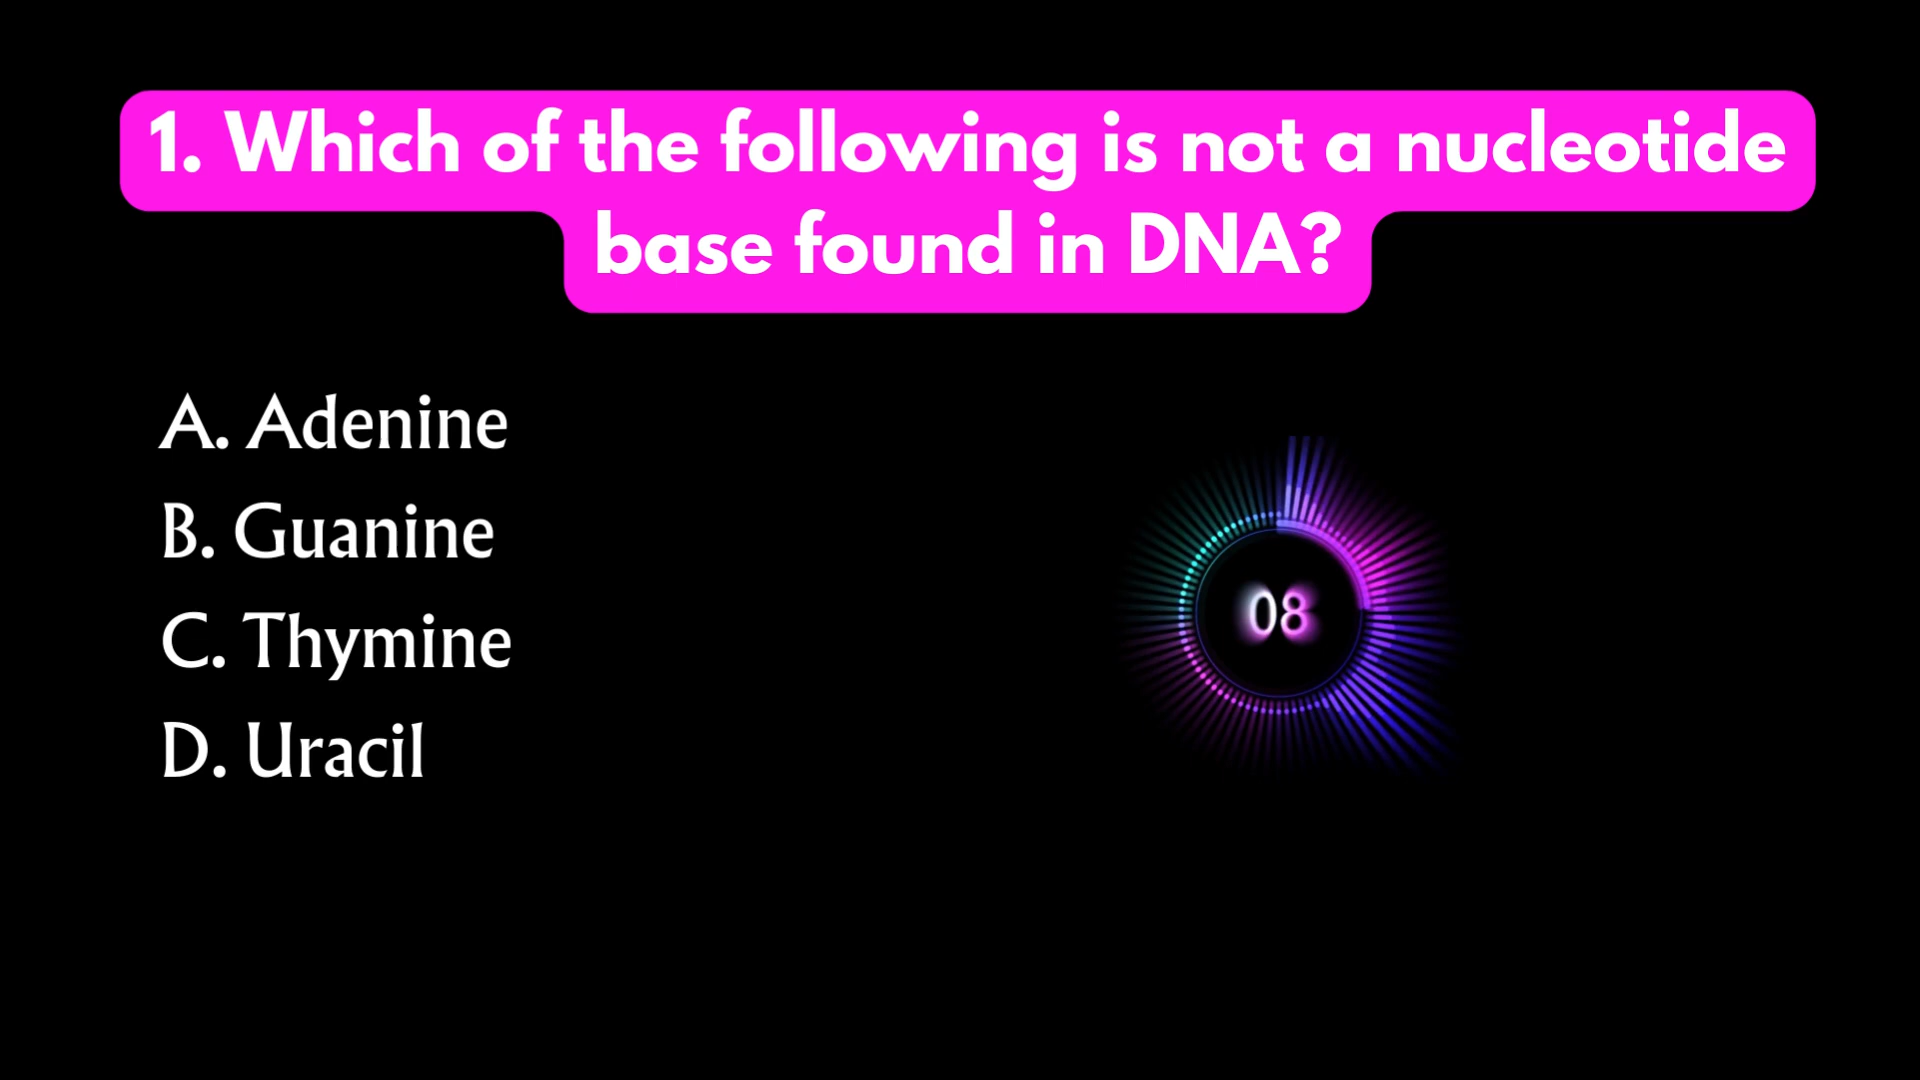 1. Which of the following is not a nucleotide
base found in DNA?
A. Adenine
B. Guanine
C. Thymine
D. Uracil
08